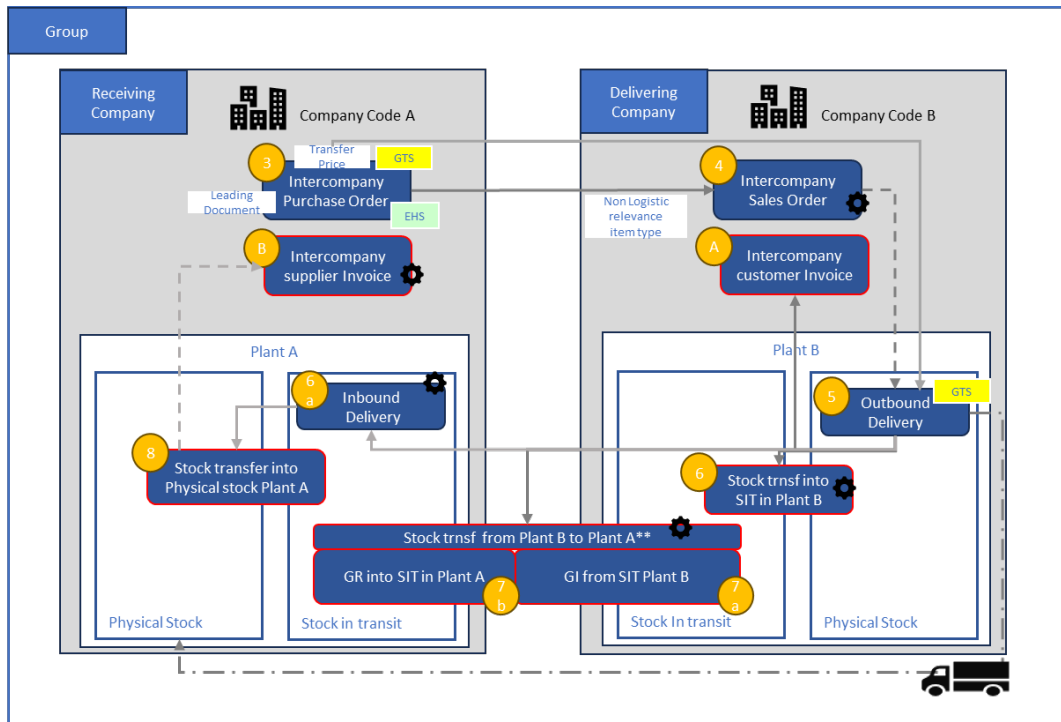 Group
Receiving
Company
Company Code A
Delivering
Company
Company Code B
3
Transfer
Price
GTS
Intercompany
Purchase Order
Leading
Document
EHS
4
Intercompany
Sales Order
Non Logistic
relevance
item type
B
Intercompany
supplier Invoice
A
Intercompany
customer Invoice
Plant A
Plant B
6
a
Inbound
Delivery
5
Outbound
Delivery
GTS
8
Stock transfer into
Physical stock Plant A
6
Stock trnsf into
SIT in Plant B
Stock trnsf from Plant B to Plant A**
GR into SIT in Plant A
7
b
GI from SIT Plant B
7
a
Physical Stock
Stock in transit
Stock In transit
Physical Stock